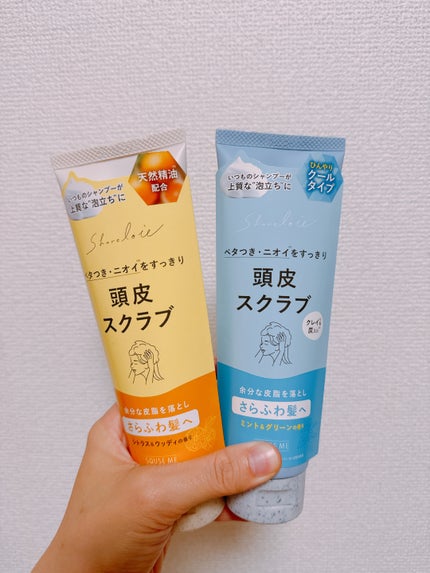 いつものシャンプーが
上質な"泡立ち"に
天然精油
配合
Shareloie
ベタつき・ニオイをすっきり
頭皮
スクラブ
余分な皮脂を落とし
さらふわ髪へ
シトラス&ウッディの香り
SQUSE ME
いつものシャンプーが
上質な"泡立ち"に
ひんやり
クール
タイプ
Shareloie
ベタつき・ニオイをすっきり
頭皮
スクラブ
クレイ&
余分な皮脂を落とし
さらふわ髪へ
ミント&グリーンの香り